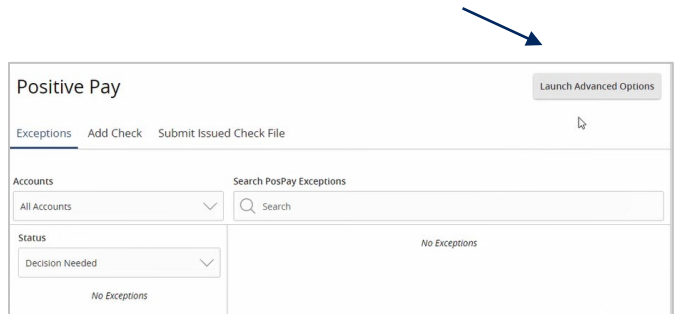 Positive Pay
Launch Advanced Options
Exceptions Add Check Submit Issued Check File
Accounts
Search PosPay Exceptions
All Accounts
Search
Status
No Exceptions
Decision Needed
No Exceptions